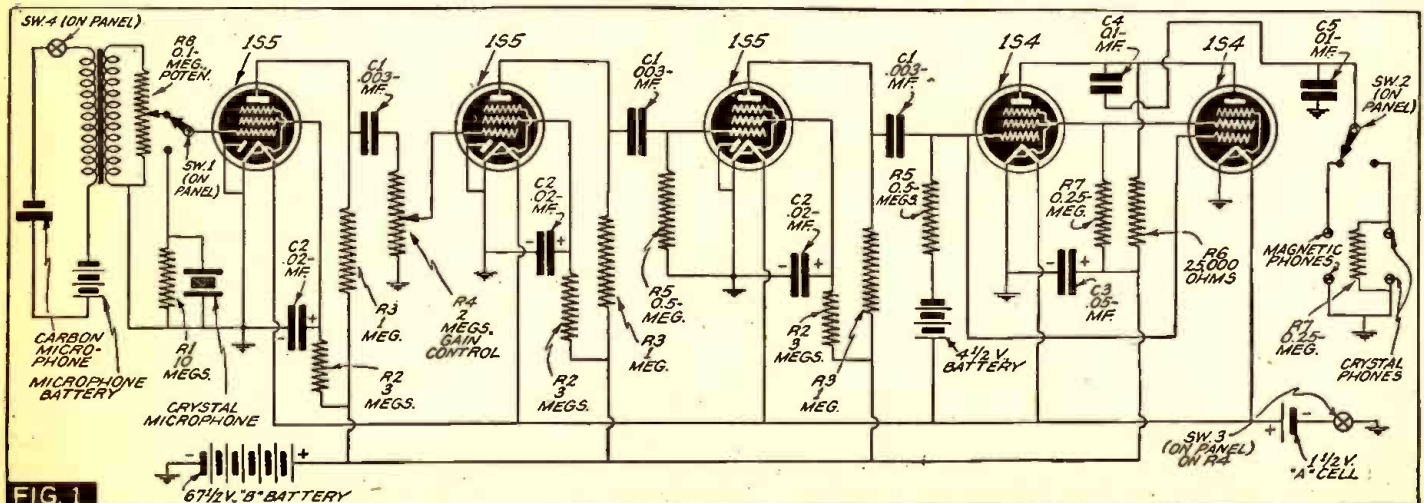 SW.4 (ON PANEL)
R8
0.1-
MEG.
POTEN.
1S5
SW.1
(ON
PANEL)
CARBON
MICRO-
PHONE
MICROPHONE
BATTERY
R1
10
MEGS.
CRYSTAL
MICROPHONE
C2
.02-
MF.
- +
R2
3
MEGS.
R3
1
MEG.
C1
.003-
MF.
1S5
R4
2
MEGS.
GAIN
CONTROL
C2
.02-
MF.
- +
R2
3
MEGS.
R3
1
MEG.
C1
.003-
MF.
1S5
R5
0.5-
MEG.
C2
.02-
MF.
- +
R2
3
MEGS.
R3
1
MEG.
C1
.003-
MF.
R5
0.5-
MEGS.
4 1/2 V.
BATTERY
1S4
C4
0.1-
MF.
1S4
R7
0.25-
MEG.
C3
.05-
MF.
- +
R6
25,000
OHMS
C5
0.1-
MF.
SW.2
(ON
PANEL)
MAGNETIC
PHONES
R7
0.25-
MEG.
CRYSTAL
PHONES
SW.3
(ON PANEL)
ON R4
+ -
1 1/2 V.
"A" CELL
- +
67 1/2 V. "B" BATTERY
FIG. 1